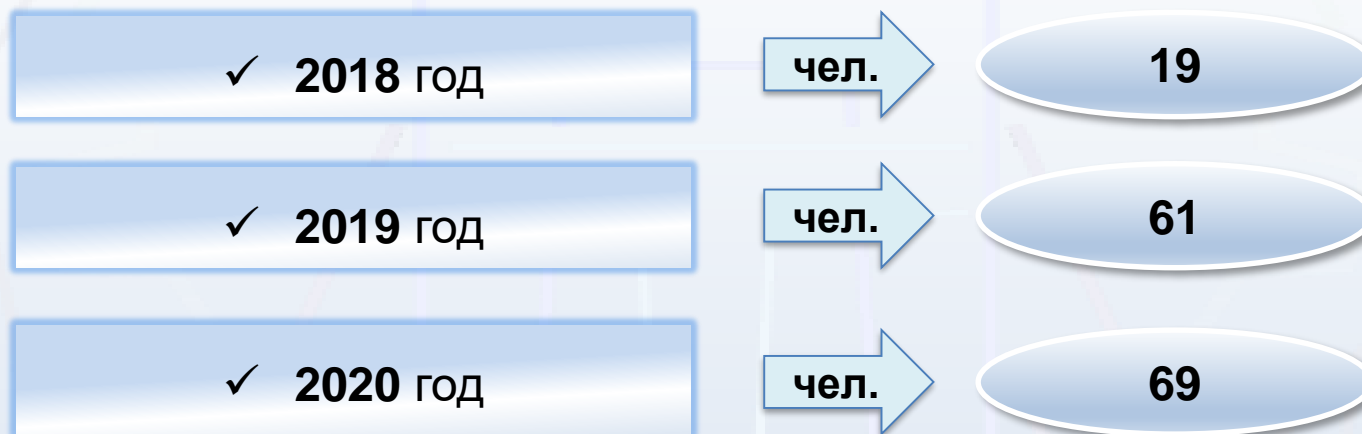 ✓ 2018 год чел. 19
✓ 2019 год чел. 61
✓ 2020 год чел. 69